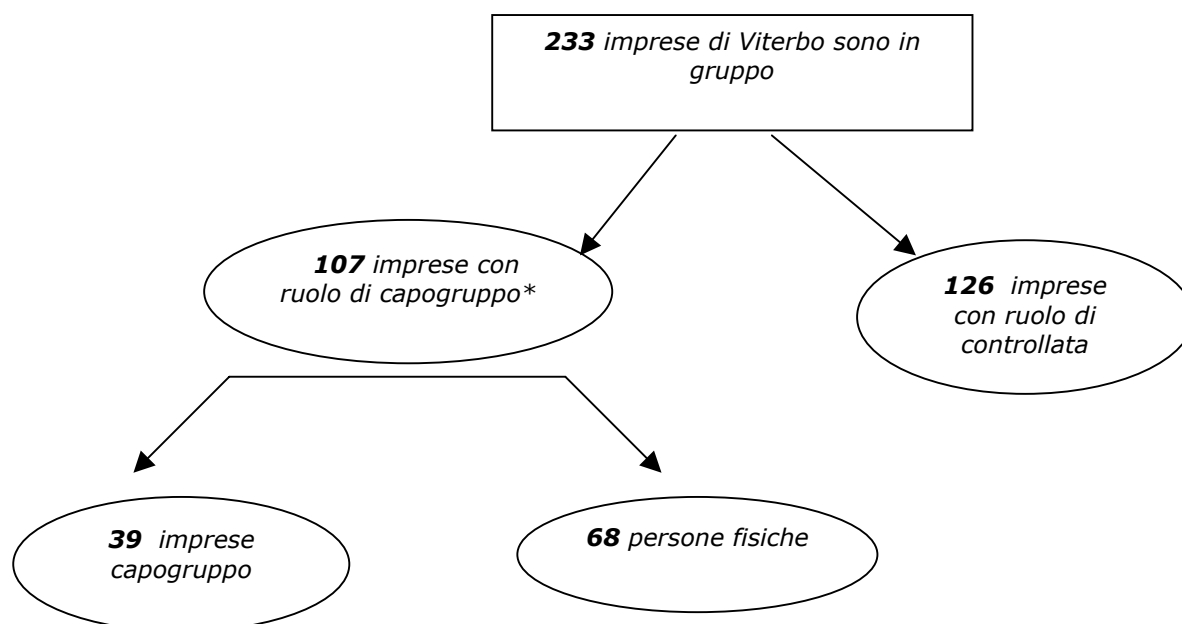 233 imprese di Viterbo sono in
gruppo
107 imprese con
ruolo di capogruppo*
126 imprese
con ruolo di
controllata
39 imprese
capogruppo
68 persone fisiche